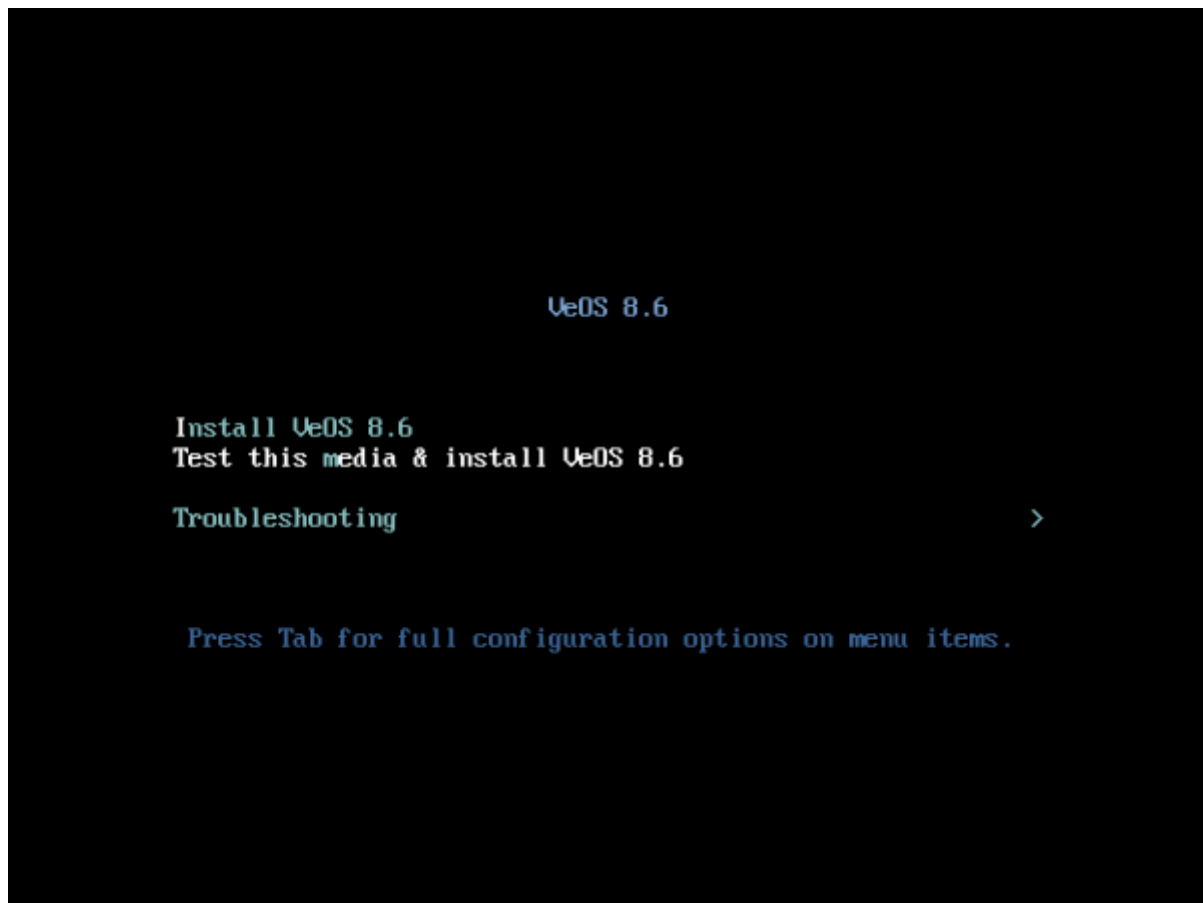 VeOS 8.6
Install VeOS 8.6
Test this media & install VeOS 8.6
Troubleshooting >
Press Tab for full configuration options on menu items.